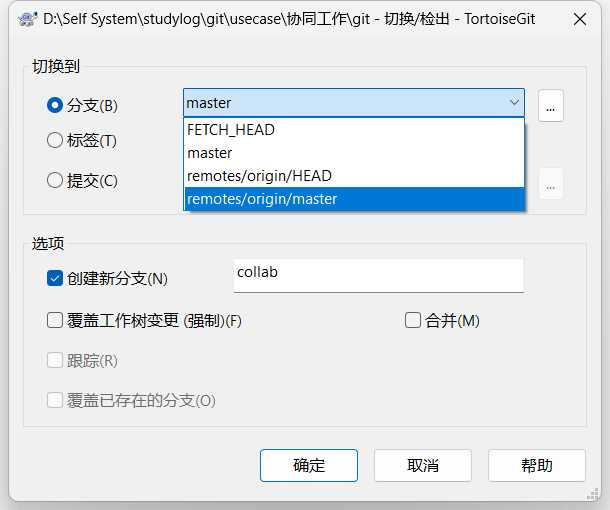 D:\Self System\studylog\git\usecase\协同工作\git - 切换/检出 - TortoiseGit
切换到
分支(B)
master
...
FETCH_HEAD
标签(T)
master
remotes/origin/HEAD
提交(C)
...
remotes/origin/master
选项
创建新分支(N)
collab
覆盖工作树变更 (强制)(F)
合并(M)
跟踪(R)
覆盖已存在的分支(O)
确定
取消
帮助